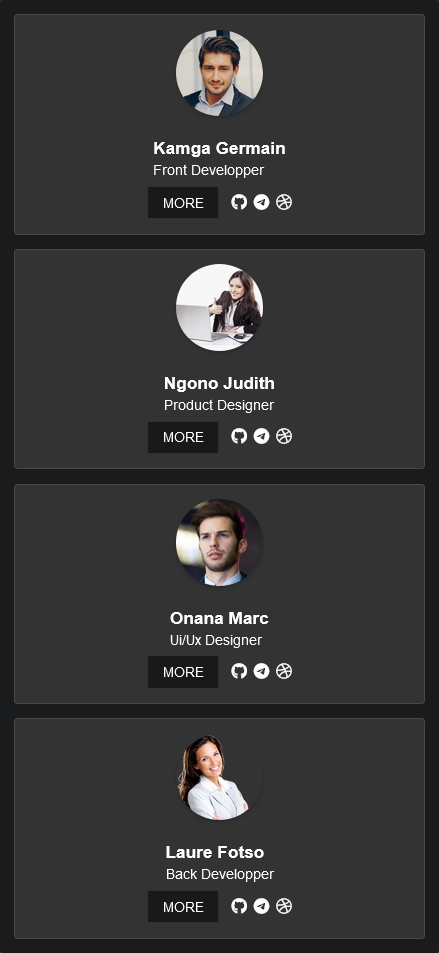 Kamga Germain
Front Developper
MORE
Ngono Judith
Product Designer
MORE
Onana Marc
Ui/Ux Designer
MORE
Laure Fotso
Back Developper
MORE